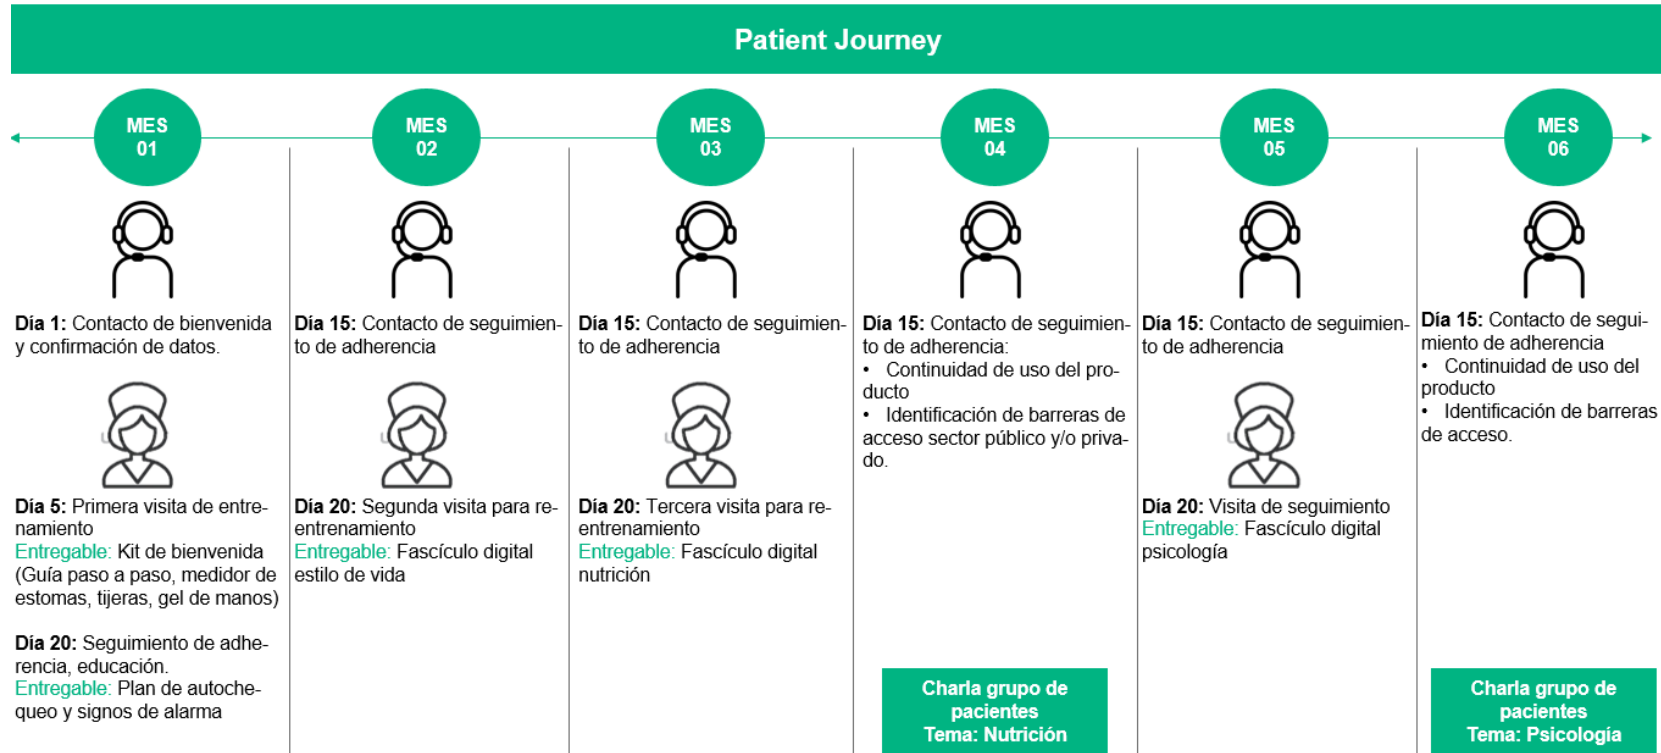 Patient Journey
MES
01
MES
02
MES
03
MES
04
MES
05
MES
06
Día 1: Contacto de bienvenida
y confirmación de datos.
Día 5: Primera visita de entre-
namiento
Entregable: Kit de bienvenida
(Guía paso a paso, medidor de
estomas, tijeras, gel de manos)
Día 20: Seguimiento de adhe-
rencia, educación.
Entregable: Plan de autoche-
queo y signos de alarma
Día 15: Contacto de seguimien-
to de adherencia
Día 20: Segunda visita para re-
entrenamiento
Entregable: Fascículo digital
estilo de vida
Día 15: Contacto de seguimien-
to de adherencia
Día 20: Tercera visita para re-
entrenamiento
Entregable: Fascículo digital
nutrición
Día 15: Contacto de seguimien-
to de adherencia:
• Continuidad de uso del pro-
ducto
• Identificación de barreras de
acceso sector público y/o priva-
do.
Charla grupo de
pacientes
Tema: Nutrición
Día 15: Contacto de seguimien-
to de adherencia
Día 20: Visita de seguimiento
Entregable: Fascículo digital
psicología
Día 15: Contacto de segui-
miento de adherencia
• Continuidad de uso del
producto
• Identificación de barreras
de acceso.
Charla grupo de
pacientes
Tema: Psicología